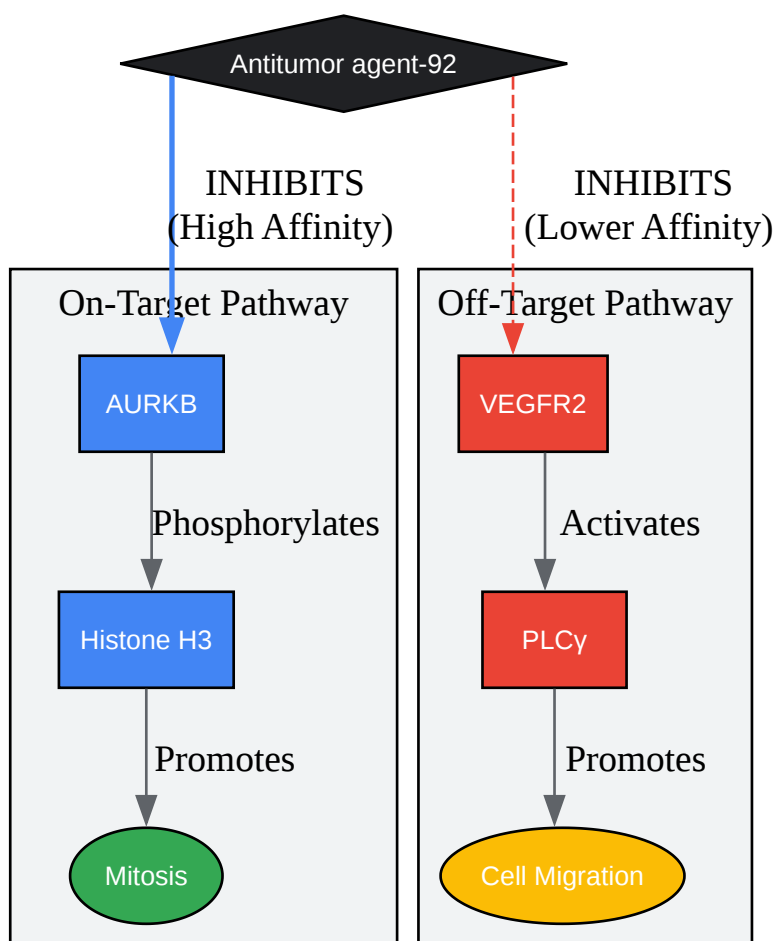 Antitumor agent-92
INHIBITS
(High Affinity)
INHIBITS
(Lower Affinity)
On-Target Pathway
Off-Target Pathway
AURKB
VEGFR2
Phosphorylates
Activates
Histone H3
PLCγ
Promotes
Promotes
Mitosis
Cell Migration